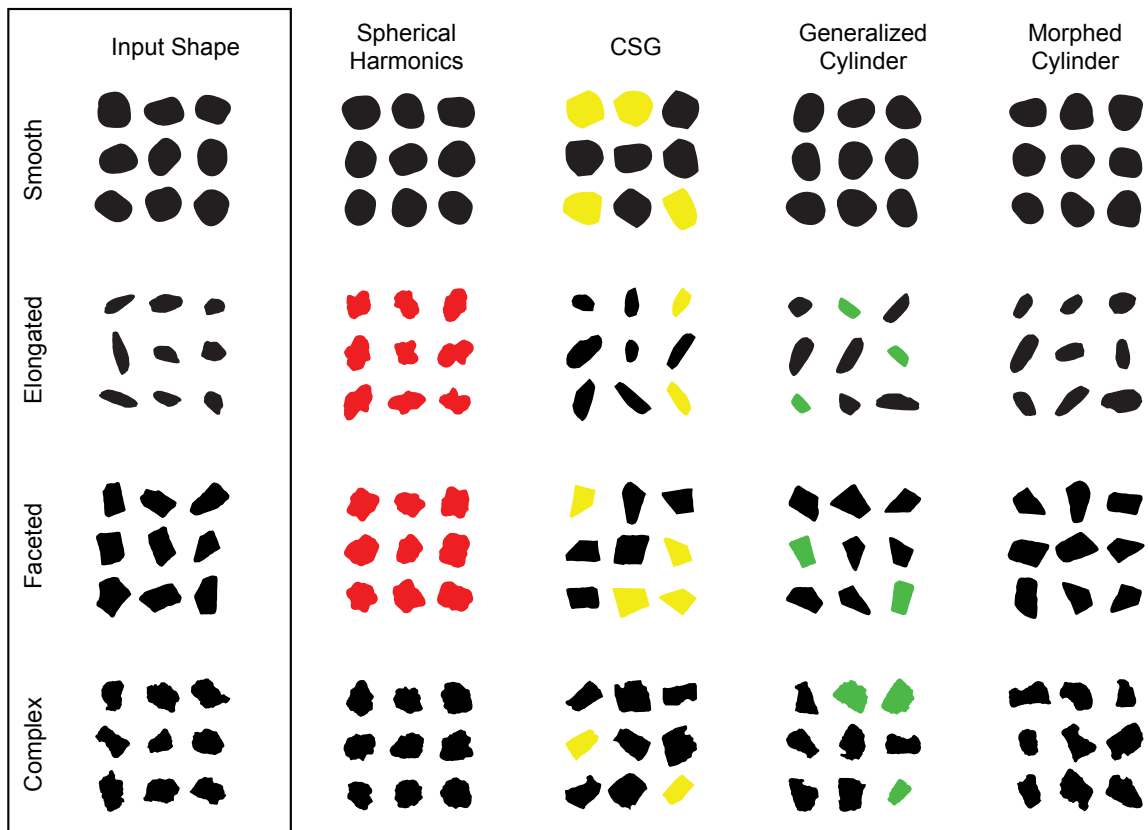 Input Shape
Spherical
Harmonics
CSG
Generalized
Cylinder
Morphed
Cylinder
Smooth
Elongated
Faceted
Complex